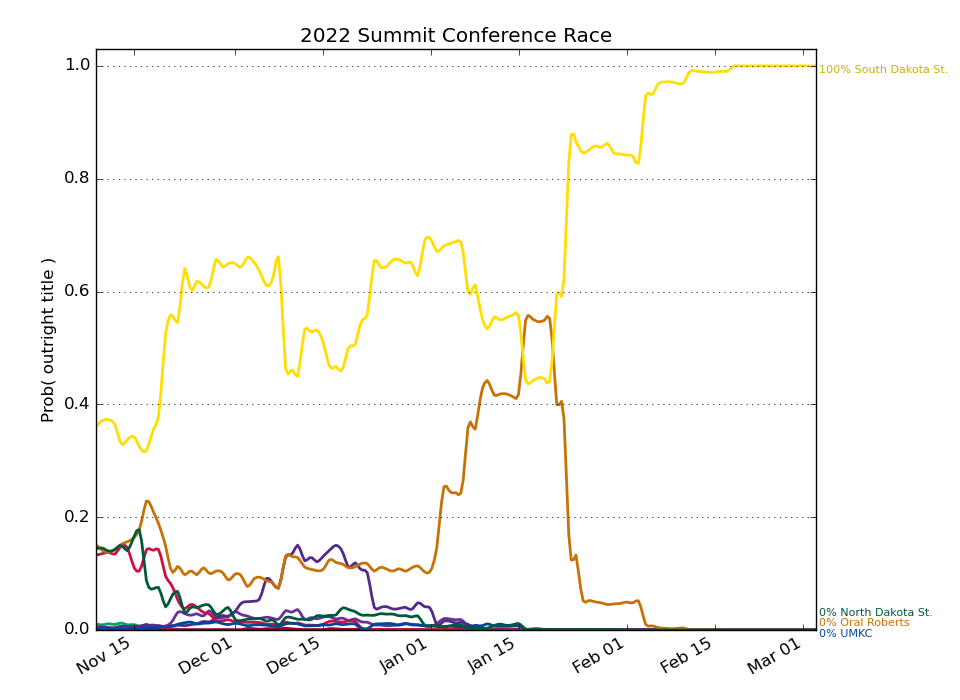 2022 Summit Conference Race
Prob( outright title )
1.0
0.8
0.6
0.4
0.2
0.0
Nov 15
Dec 01
Dec 15
Jan 01
Jan 15
Feb 01
Feb 15
Mar 01
100% South Dakota St.
0% North Dakota St.
0% Oral Roberts
0% UMKC